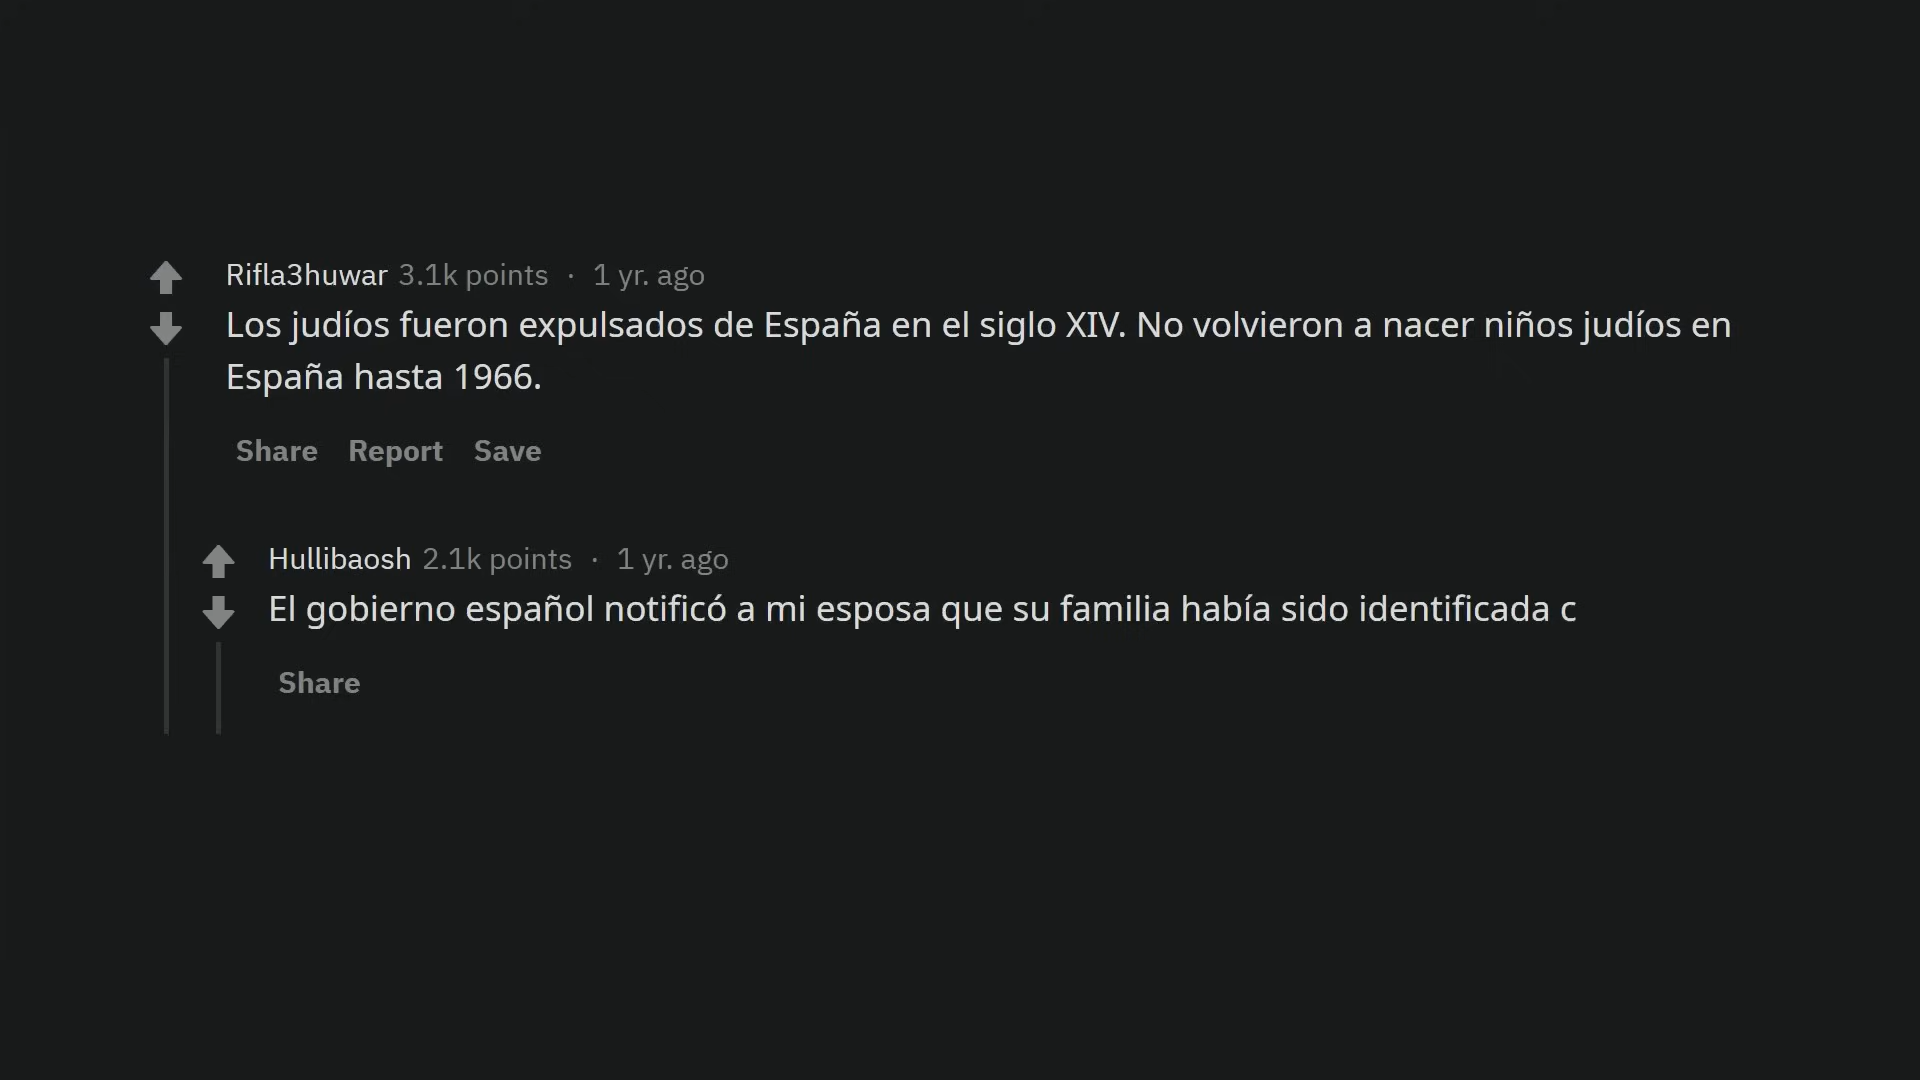 Rifla3huwar 3.1k points · 1 yr. ago
Los judíos fueron expulsados de España en el siglo XIV. No volvieron a nacer niños judíos en
España hasta 1966.
Share Report Save
Hullibaosh 2.1k points · 1 yr. ago
El gobierno español notificó a mi esposa que su familia había sido identificada c
Share